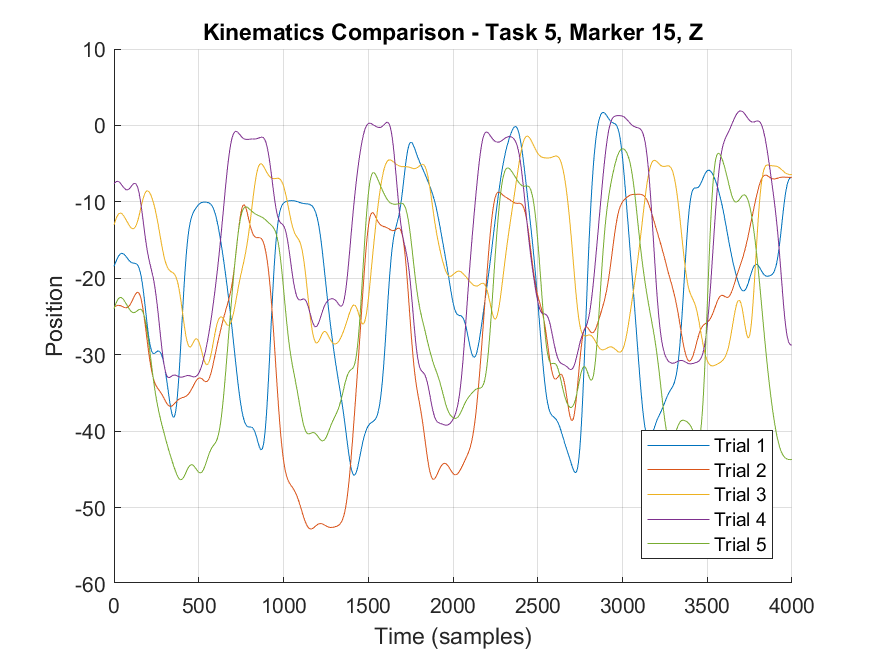 Kinematics Comparison - Task 5, Marker 15, Z
10
0
-10
-20
-30
-40
-50
-60
Position
0 500 1000 1500 2000 2500 3000 3500 4000
Time (samples)
Trial 1
Trial 2
Trial 3
Trial 4
Trial 5